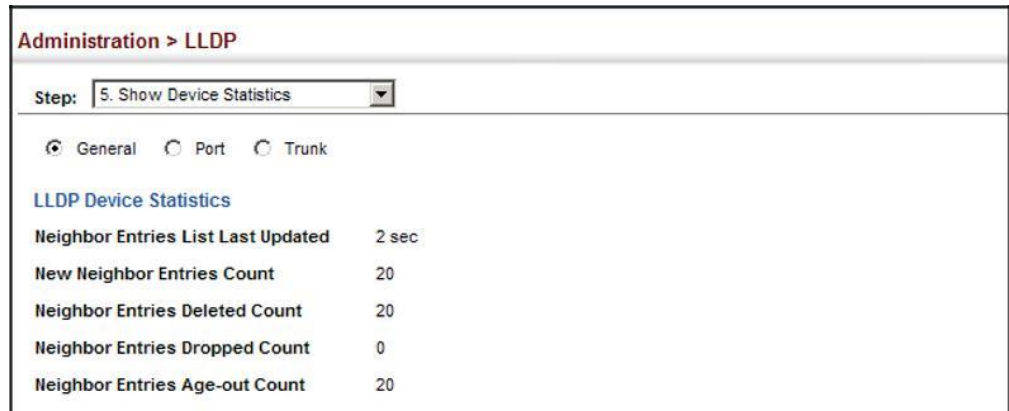 Administration > LLDP
Step: 5. Show Device Statistics
General Port Trunk
LLDP Device Statistics
Neighbor Entries List Last Updated 2 sec
New Neighbor Entries Count 20
Neighbor Entries Deleted Count 20
Neighbor Entries Dropped Count 0
Neighbor Entries Age-out Count 20